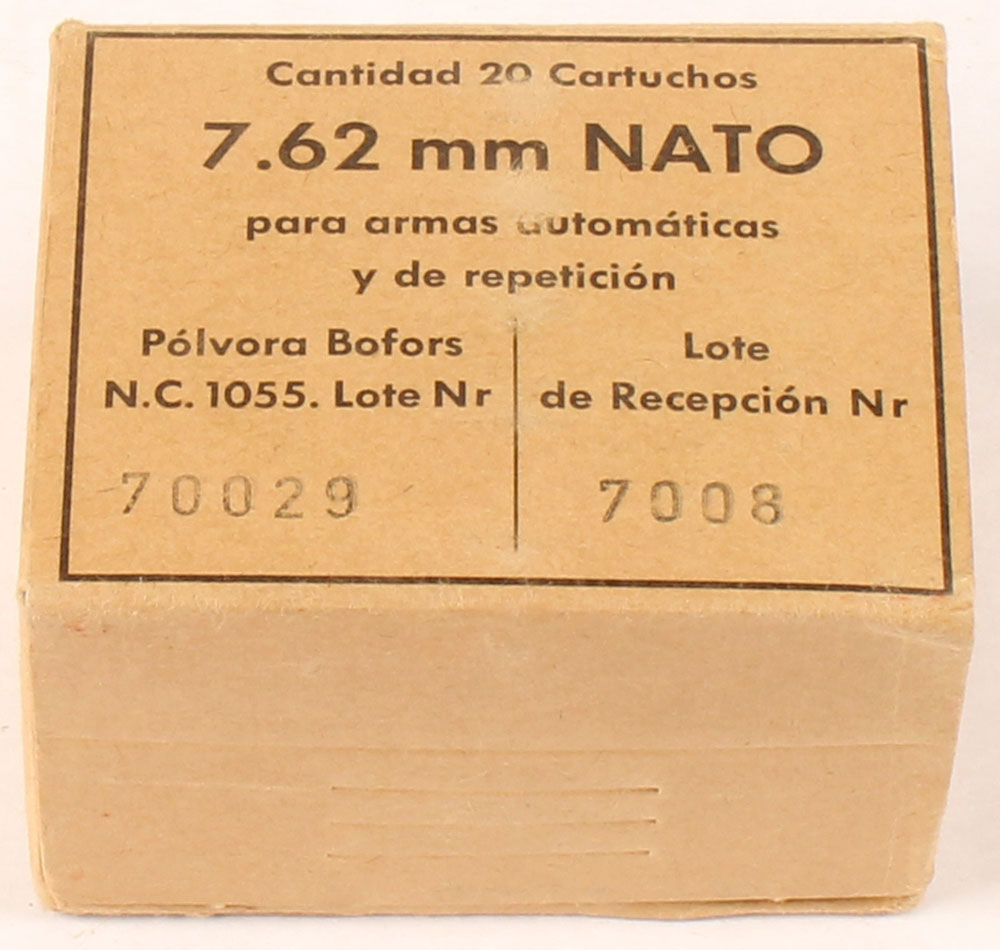 Cantidad 20 Cartuchos
7.62 mm NATO
para armas automáticas
y de repetición
Pólvora Bofors
N.C. 1055. Lote Nr
70029
Lote
de Recepción Nr
7008